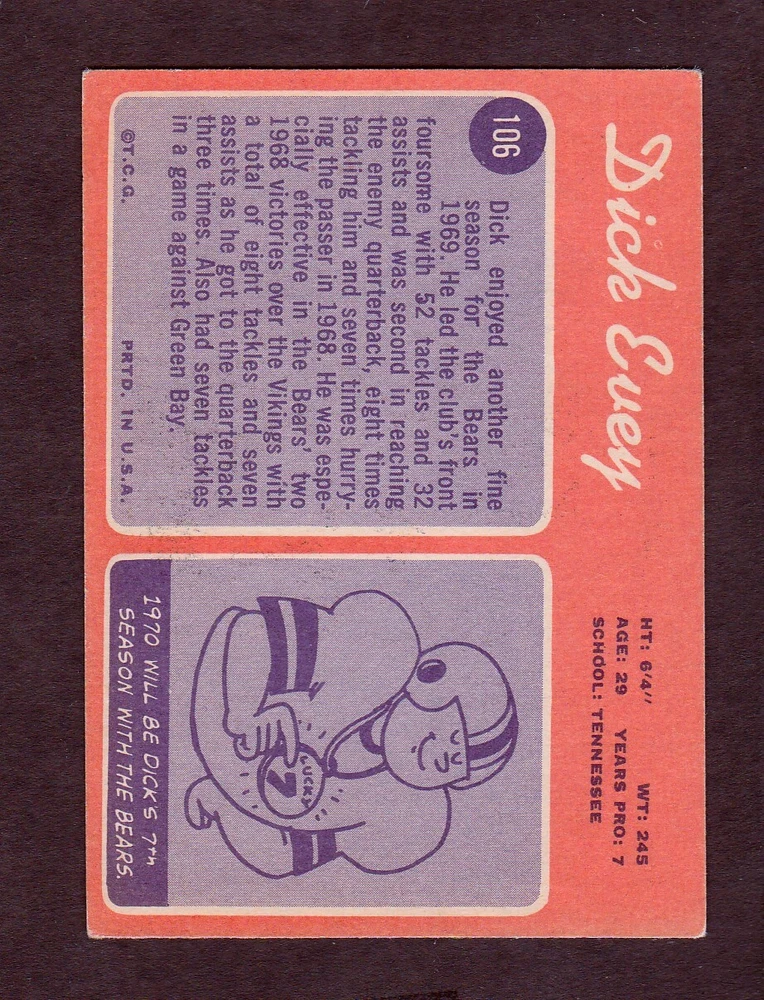 Dick Evey
HT: 6'4" WT: 245
AGE: 29 YEARS PRO: 7
SCHOOL: TENNESSEE
106
Dick enjoyed another fine
season for the Bears in
1969. He led the club's front
foursome with 52 tackles and 32
assists and was second in reaching
the enemy quarterback, eight times
tackling him and seven times hurry-
ing the passer in 1968. He was espe-
cially effective in the Bears' two
1968 victories over the Vikings with
a total of eight tackles and seven
assists as he got to the quarterback
three times. Also had seven tackles
in a game against Green Bay.
©T.C.G. PRTD. IN U.S.A.
LUCKY
7
1970 WILL BE DICK'S 7TH
SEASON WITH THE BEARS.